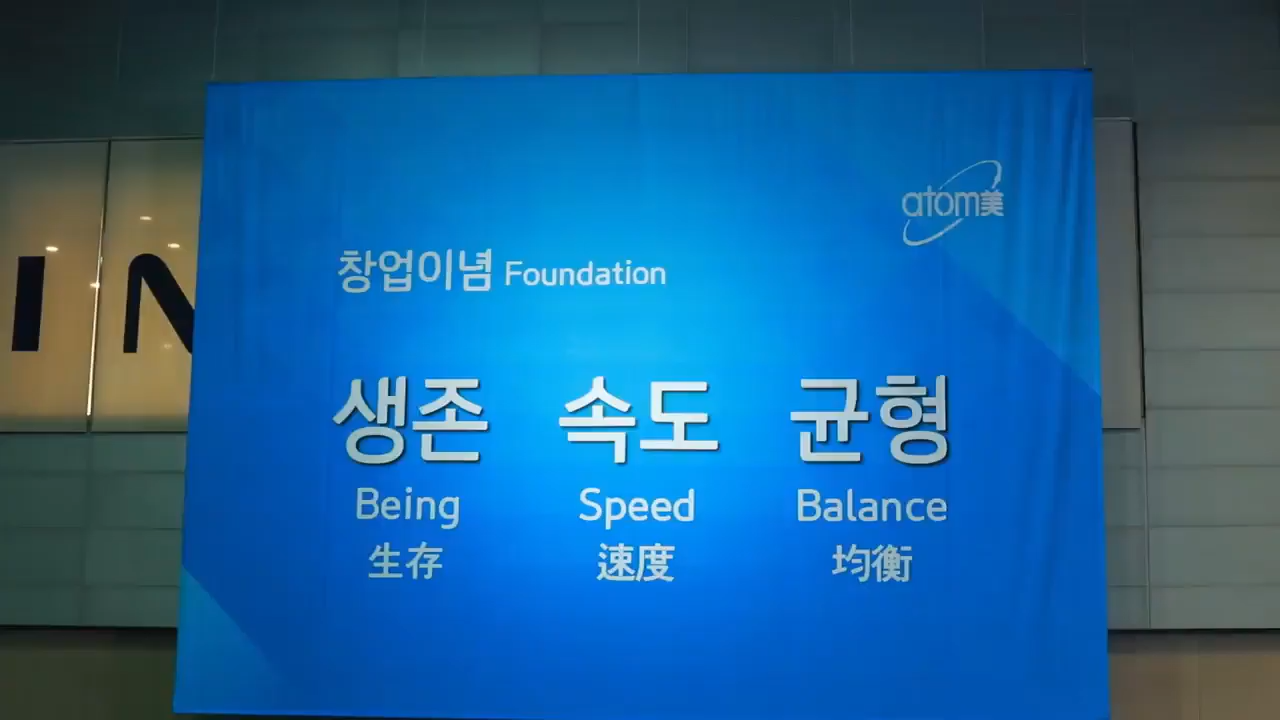 IN
atom美
창업이념 Foundation
생존 속도 균형
Being Speed Balance
生存 速度 均衡